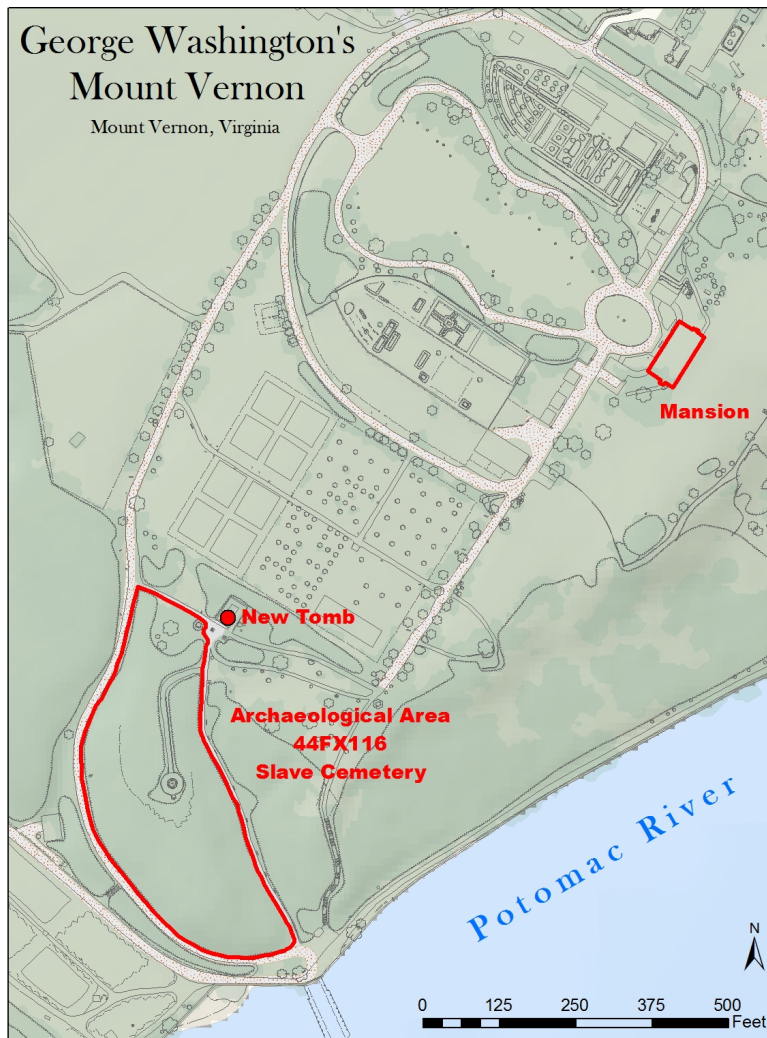 George Washington's
Mount Vernon
Mount Vernon, Virginia
Mansion
New Tomb
Archaeological Area
44FX116
Slave Cemetery
Potomac River
N
0 125 250 375 500
Feet